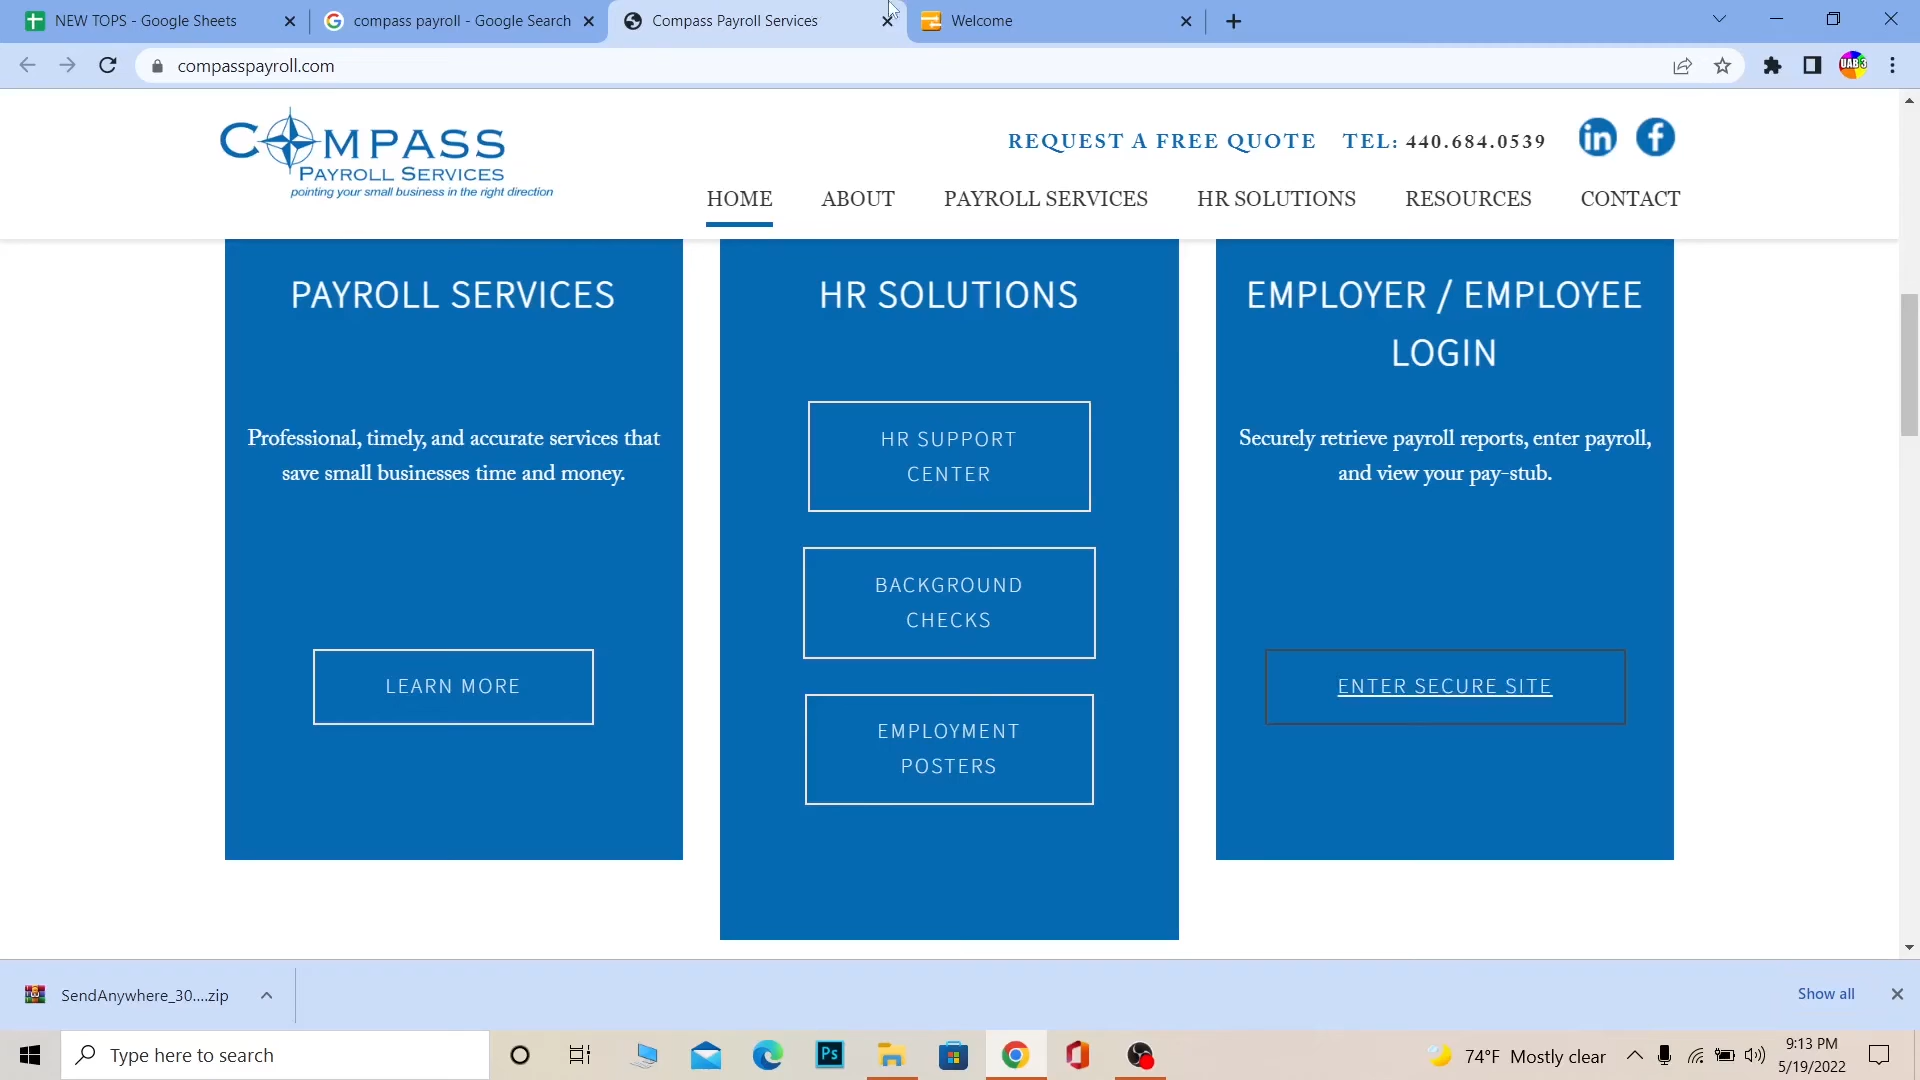 NEW TOPS - Google Sheets
compass payroll - Google Search
Compass Payroll Services
Welcome
compasspayroll.com
UAB 3
COMPASS
PAYROLL SERVICES
pointing your small business in the right direction
REQUEST A FREE QUOTE TEL: 440.684.0539
in f
HOME ABOUT PAYROLL SERVICES HR SOLUTIONS RESOURCES CONTACT
PAYROLL SERVICES
Professional, timely, and accurate services that
save small businesses time and money.
LEARN MORE
HR SOLUTIONS
HR SUPPORT
CENTER
BACKGROUND
CHECKS
EMPLOYMENT
POSTERS
EMPLOYER / EMPLOYEE
LOGIN
Securely retrieve payroll reports, enter payroll,
and view your pay-stub.
ENTER SECURE SITE
SendAnywhere_30....zip
Show all
Type here to search
Ps
74°F Mostly clear
9:13 PM
5/19/2022